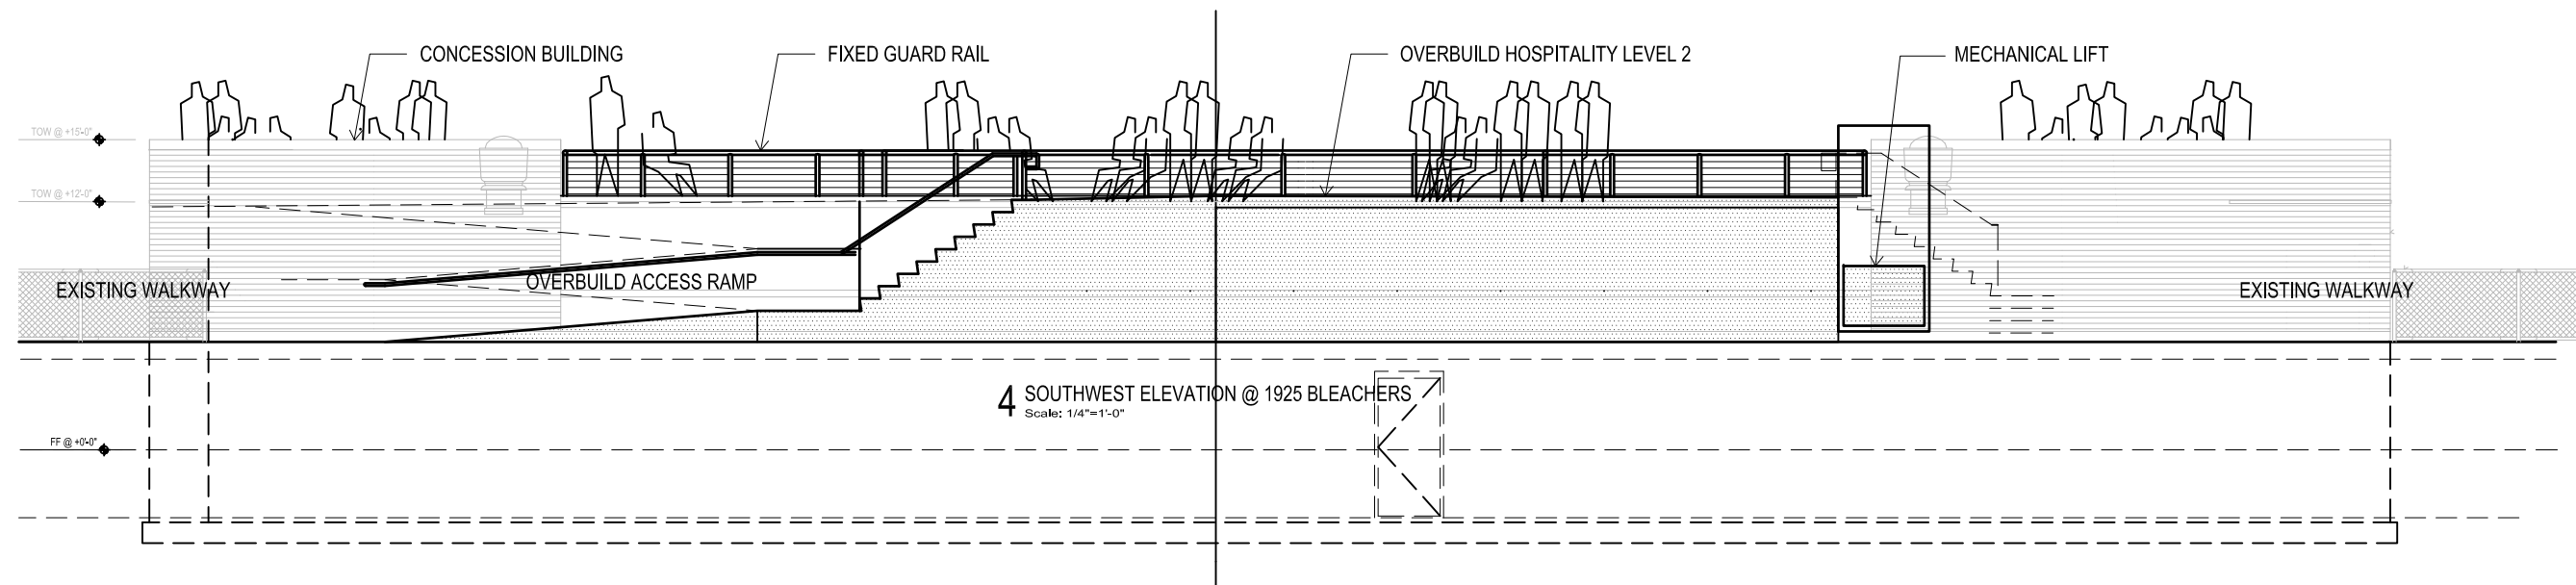 CONCESSION BUILDING
FIXED GUARD RAIL
OVERBUILD HOSPITALITY LEVEL 2
MECHANICAL LIFT
TOW @ +15'-0"
TOW @ +12'-0"
EXISTING WALKWAY
OVERBUILD ACCESS RAMP
EXISTING WALKWAY
4 SOUTHWEST ELEVATION @ 1925 BLEACHERS
Scale: 1/4"=1'-0"
FF @ +0'-0"